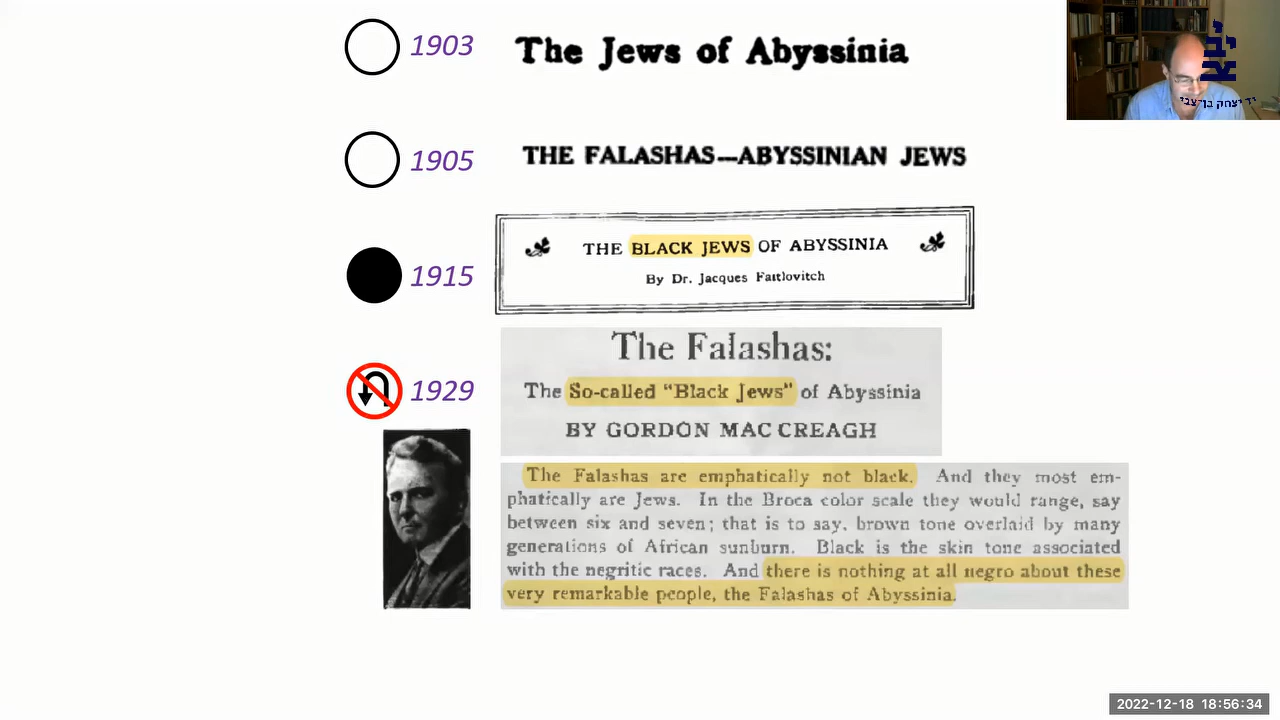 1903 The Jews of Abyssinia
יד יצחק בן־צבי
1905 THE FALASHAS—ABYSSINIAN JEWS
THE BLACK JEWS OF ABYSSINIA
1915
By Dr. Jacques Faitlovitch
The Falashas:
1929 The So-called "Black Jews" of Abyssinia
BY GORDON MAC CREAGH
The Falashas are emphatically not black. And they most em-
phatically are Jews. In the Broca color scale they would range, say
between six and seven; that is to say, brown tone overlaid by many
generations of African sunburn. Black is the skin tone associated
with the negritic races. And there is nothing at all negro about these
very remarkable people, the Falashas of Abyssinia.
2022-12-18 18:56:34